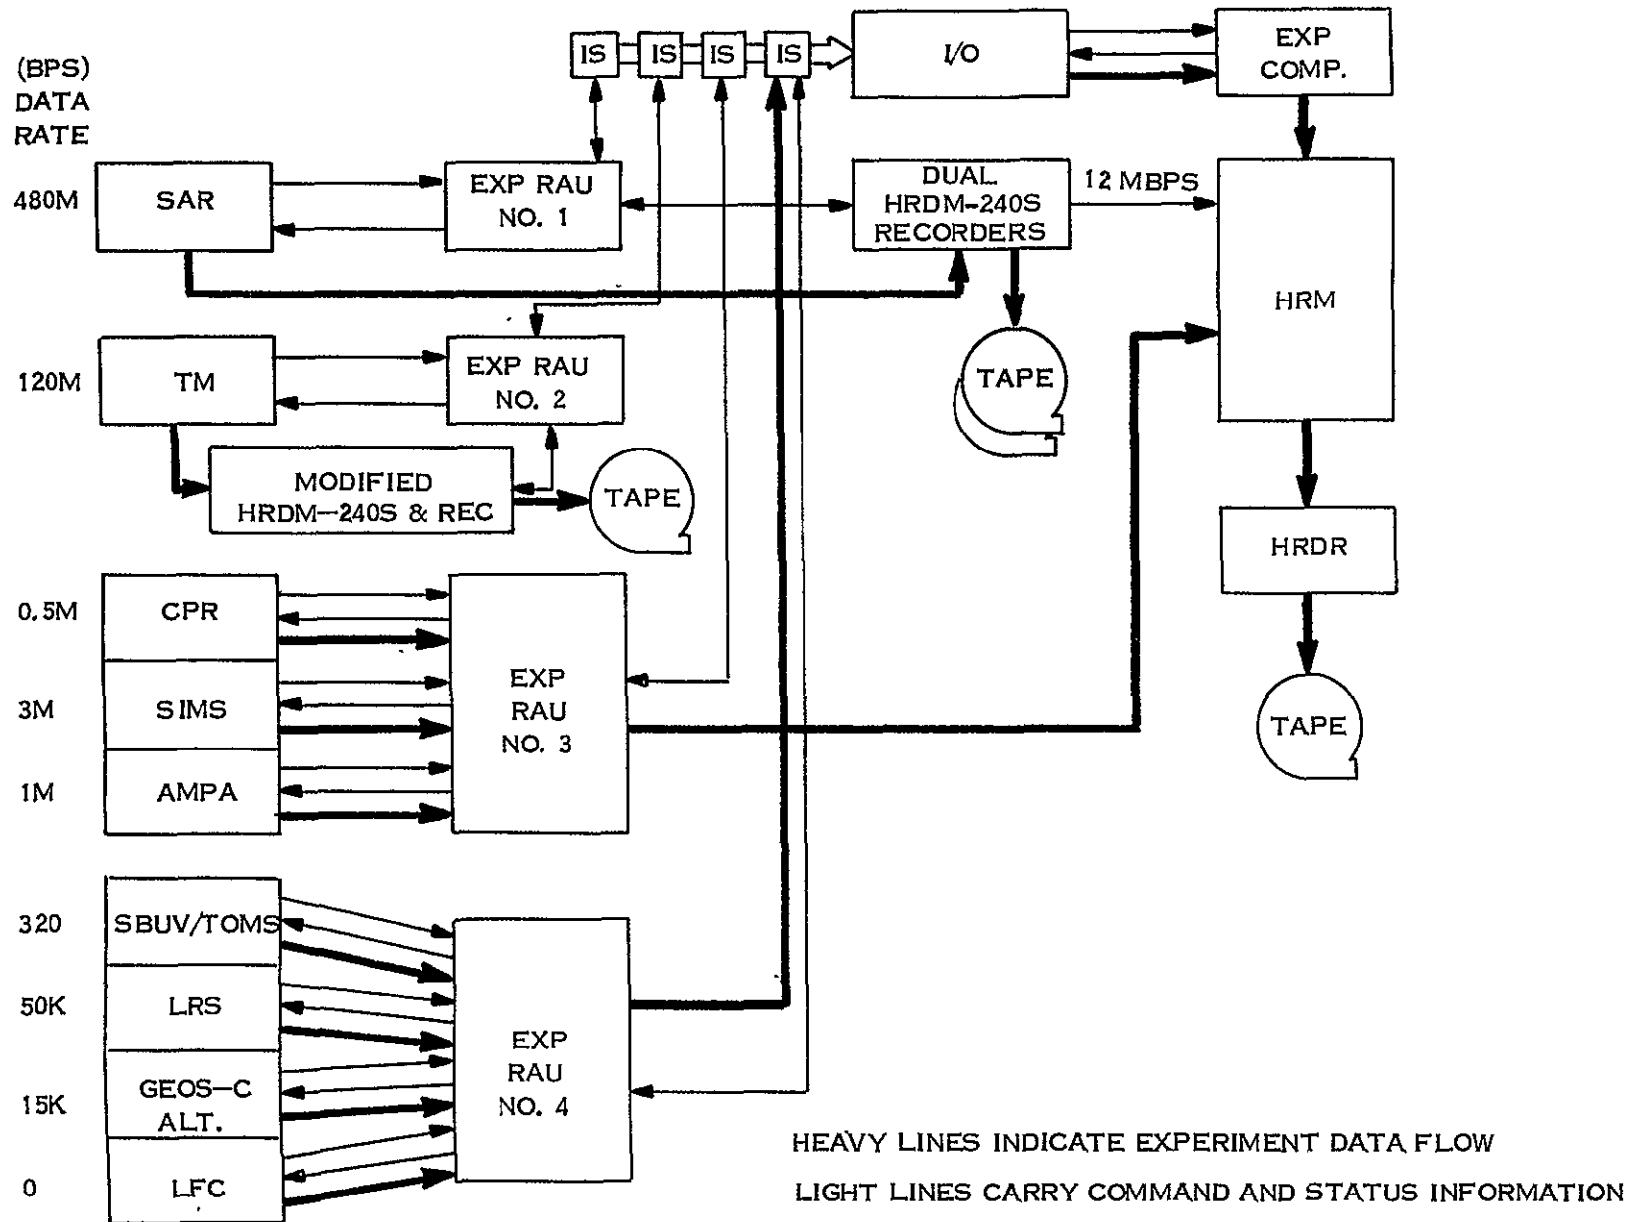 (BPS)
DATA
RATE
IS IS IS IS
I/O
EXP
COMP.
480M
SAR
EXP RAU
NO. 1
DUAL
HRDM-240S
RECORDERS
12 MBPS
HRM
120M
TM
EXP RAU
NO. 2
TAPE
MODIFIED
HRDM-240S & REC
TAPE
HRDR
TAPE
0.5M
CPR
3M
SIMS
1M
AMPA
EXP
RAU
NO. 3
320
SBUV/TOMS
50K
LRS
15K
GEOS-C
ALT.
0
LFC
EXP
RAU
NO. 4
HEAVY LINES INDICATE EXPERIMENT DATA FLOW
LIGHT LINES CARRY COMMAND AND STATUS INFORMATION